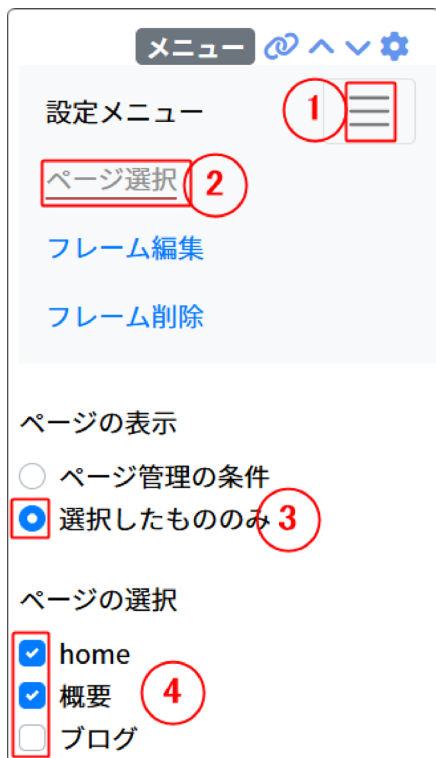 メニュー
設定メニュー 1
ページ選択 2
フレーム編集
フレーム削除
ページの表示
ページ管理の条件
選択したもののみ 3
ページの選択
home
概要 4
ブログ